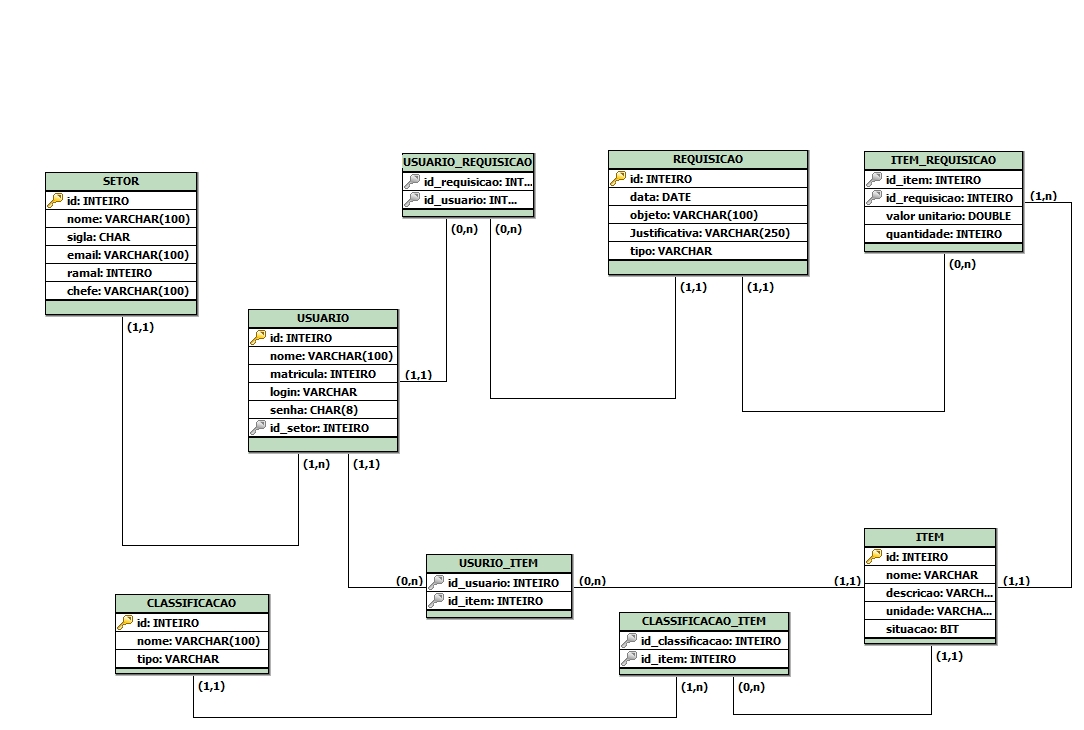 SETOR
id: INTEIRO
nome: VARCHAR(100)
sigla: CHAR
email: VARCHAR(100)
ramal: INTEIRO
chefe: VARCHAR(100)
(1,1)
USUARIO_REQUISICAO
id_requisicao: INT...
id_usuario: INT...
(0,n)
(0,n)
REQUISICAO
id: INTEIRO
data: DATE
objeto: VARCHAR(100)
Justificativa: VARCHAR(250)
tipo: VARCHAR
(1,1)
(1,1)
ITEM_REQUISICAO
id_item: INTEIRO
id_requisicao: INTEIRO
valor unitario: DOUBLE
quantidade: INTEIRO
(1,n)
(0,n)
USUARIO
id: INTEIRO
nome: VARCHAR(100)
matricula: INTEIRO
login: VARCHAR
senha: CHAR(8)
id_setor: INTEIRO
(1,1)
(1,n)
(1,1)
USURIO_ITEM
id_usuario: INTEIRO
id_item: INTEIRO
(0,n)
(0,n)
ITEM
id: INTEIRO
nome: VARCHAR
descricao: VARCH...
unidade: VARCHA...
situacao: BIT
(1,1)
(1,1)
(1,1)
CLASSIFICACAO
id: INTEIRO
nome: VARCHAR(100)
tipo: VARCHAR
(1,1)
CLASSIFICACAO_ITEM
id_classificacao: INTEIRO
id_item: INTEIRO
(1,n)
(0,n)